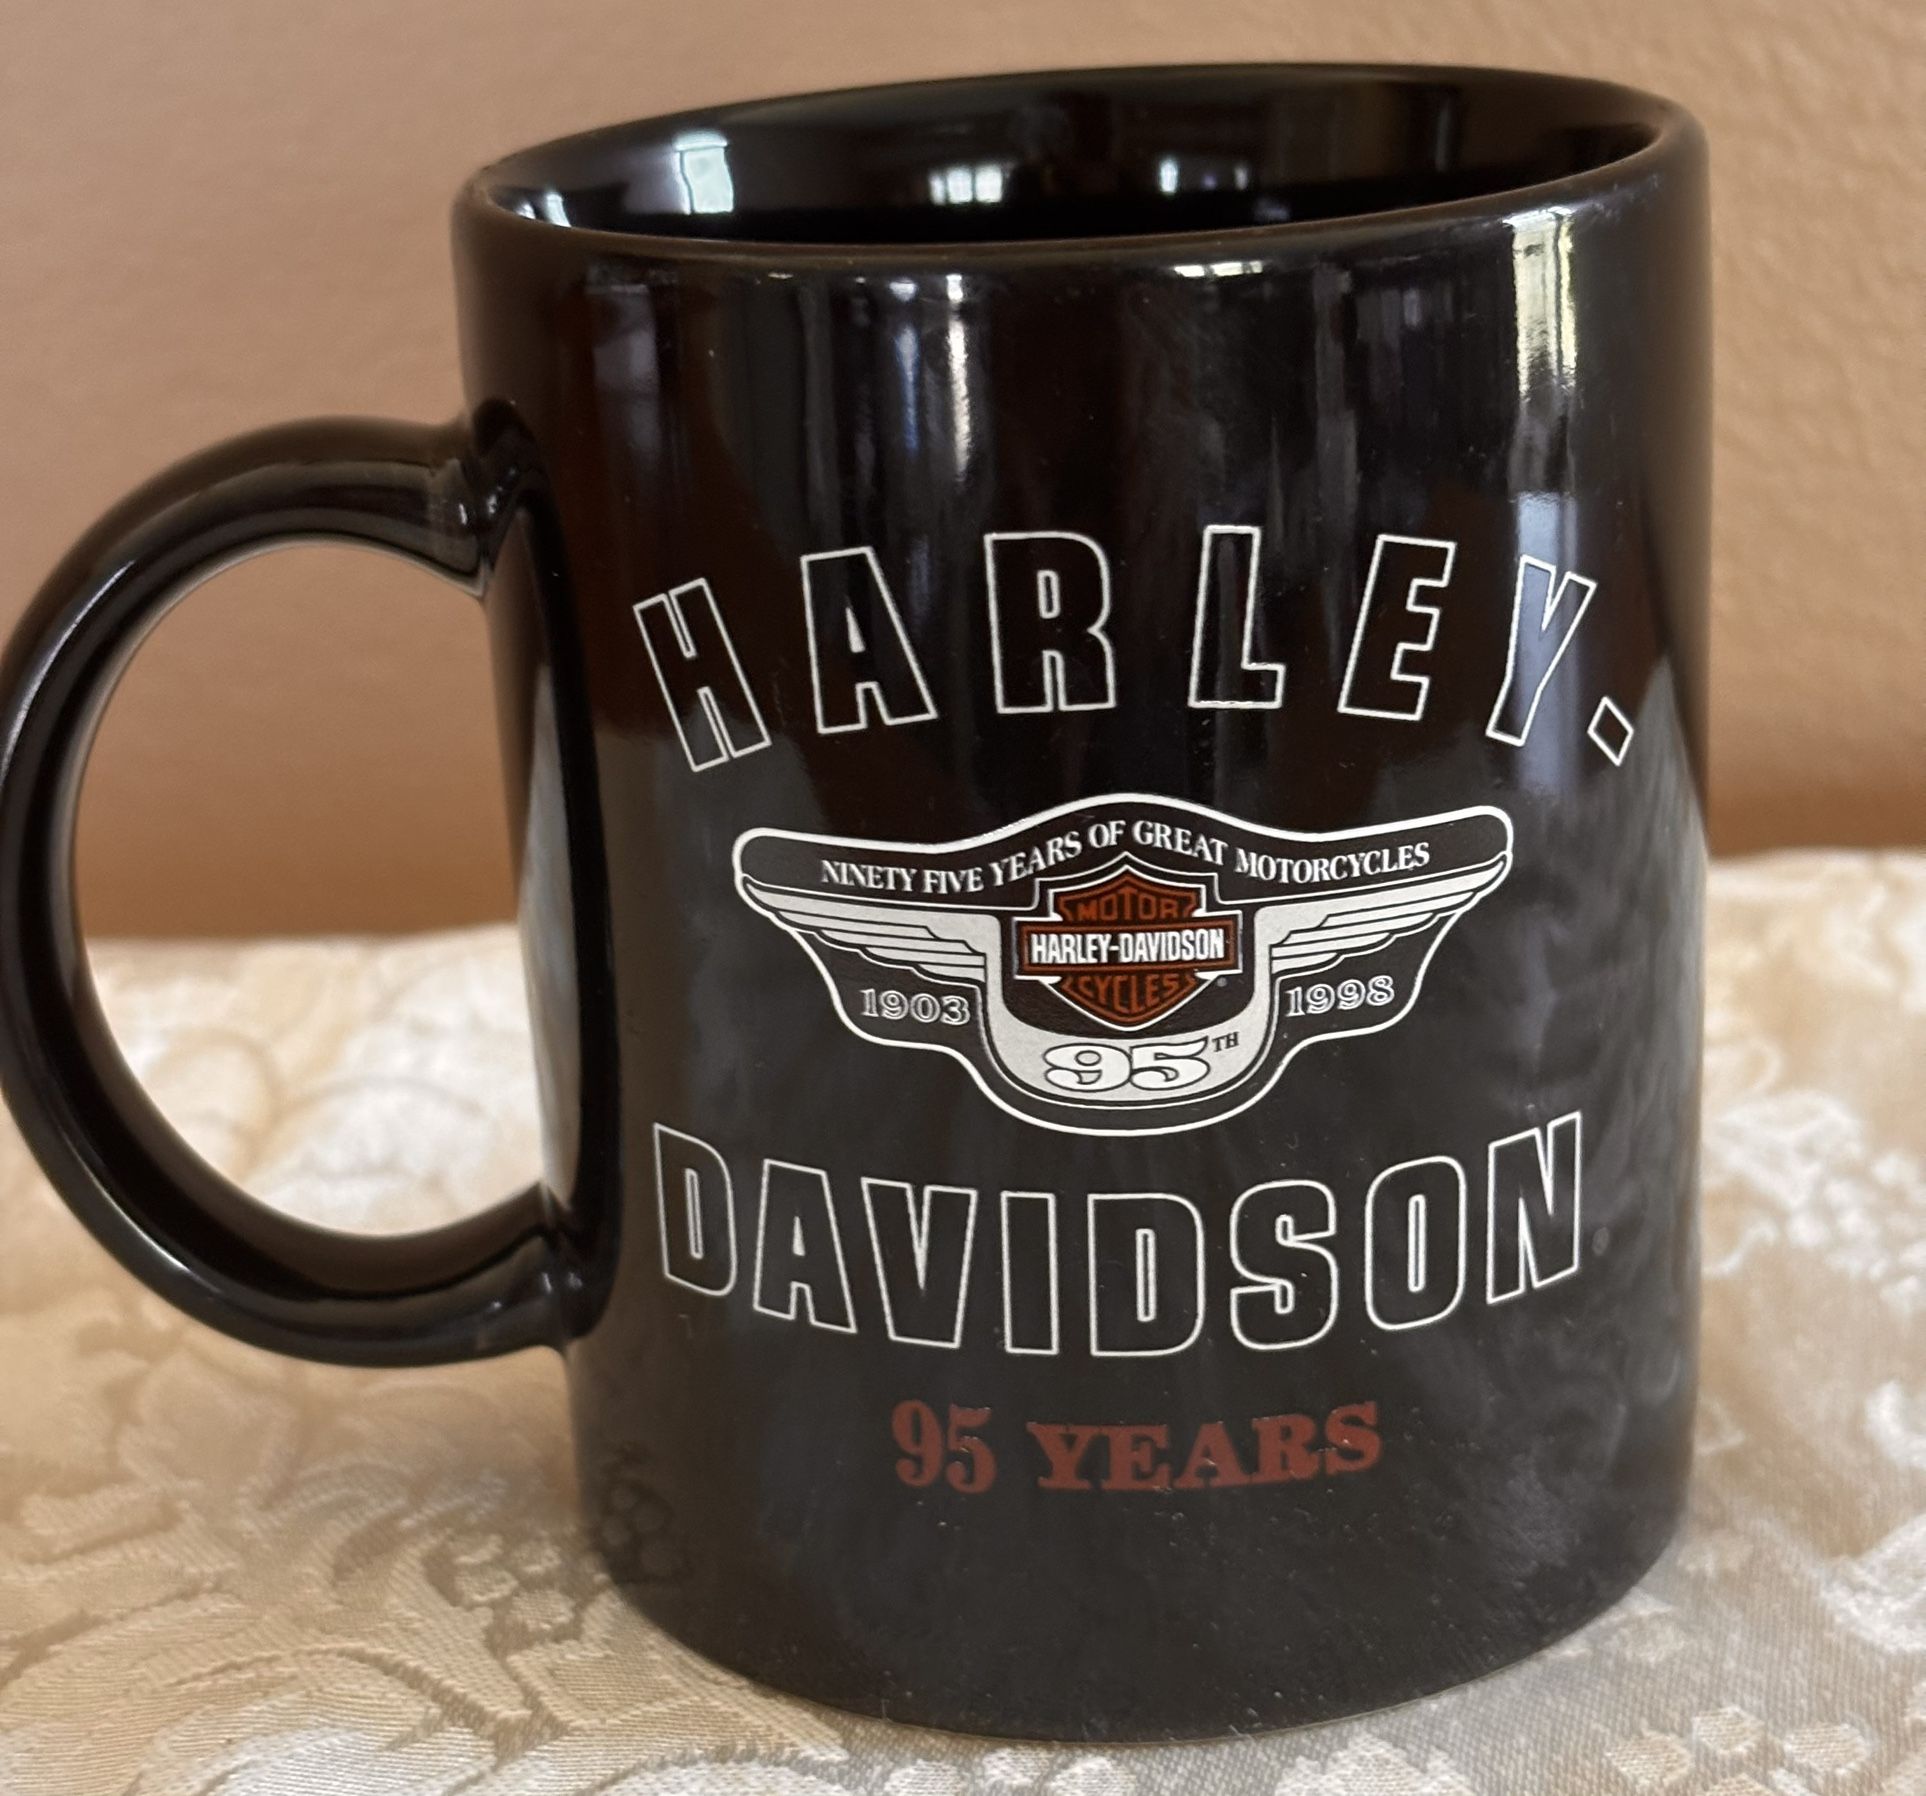 HARLEY.
NINETY FIVE YEARS OF GREAT MOTORCYCLES
MOTOR
HARLEY-DAVIDSON
CYCLES
1903
1998
95TH
DAVIDSON
95 YEARS